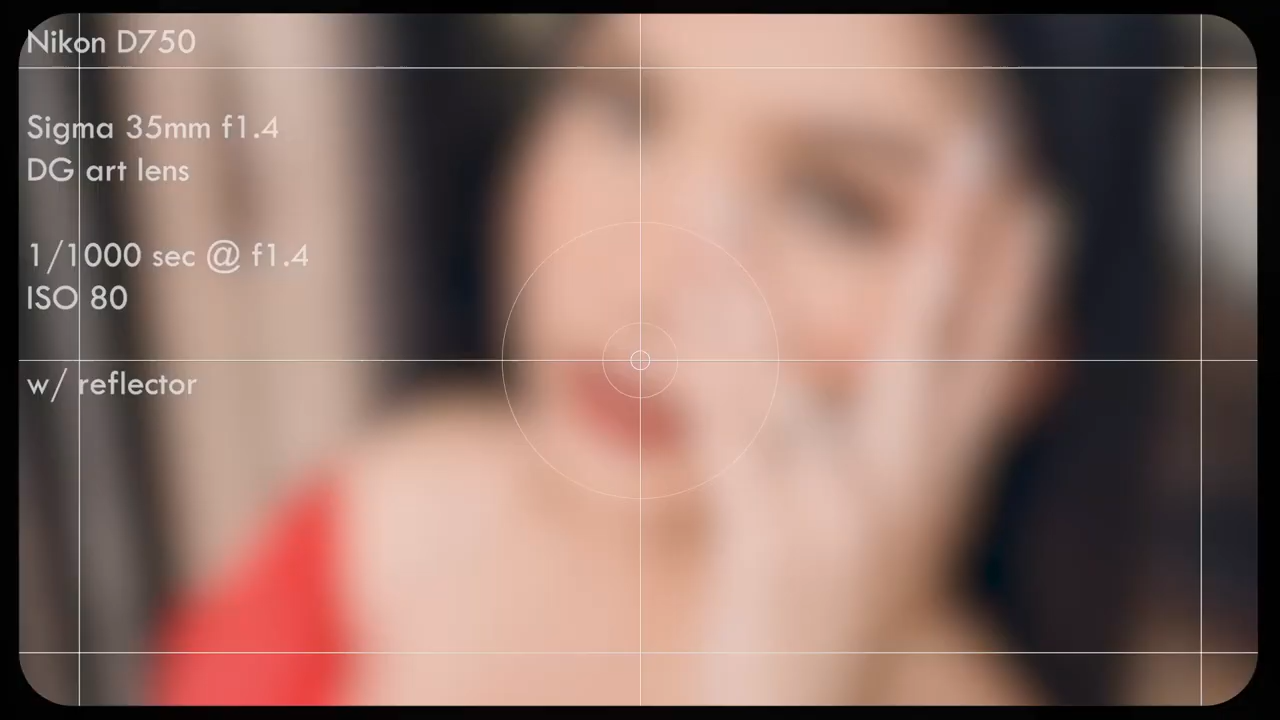 Nikon D750
Sigma 35mm f1.4
DG art lens
1/1000 sec @ f1.4
ISO 80
w/ reflector